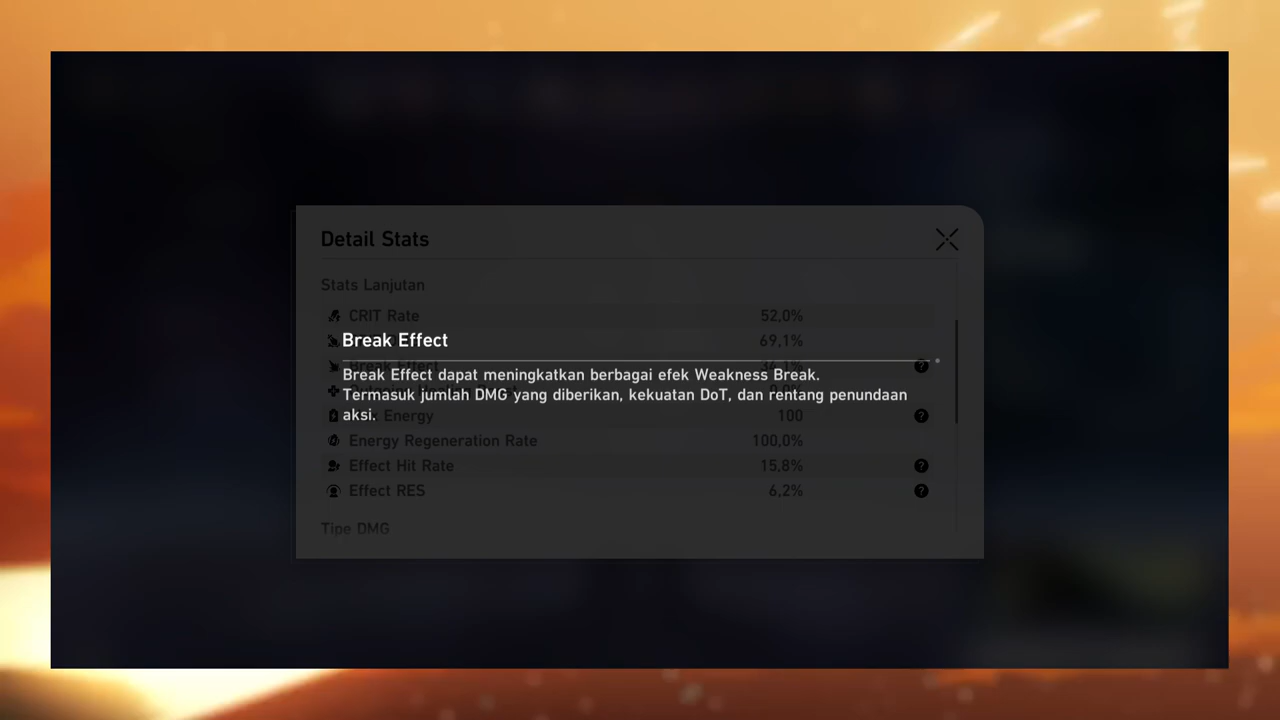 Detail Stats
Stats Lanjutan
CRIT Rate 52,0%
69,1%
Break Effect
Break Effect
Break Effect dapat meningkatkan berbagai efek Weakness Break.
Termasuk jumlah DMG yang diberikan, kekuatan DoT, dan rentang penundaan
aksi.
Energy 100
Energy Regeneration Rate 100,0%
Effect Hit Rate 15,8%
Effect RES 6,2%
Tipe DMG